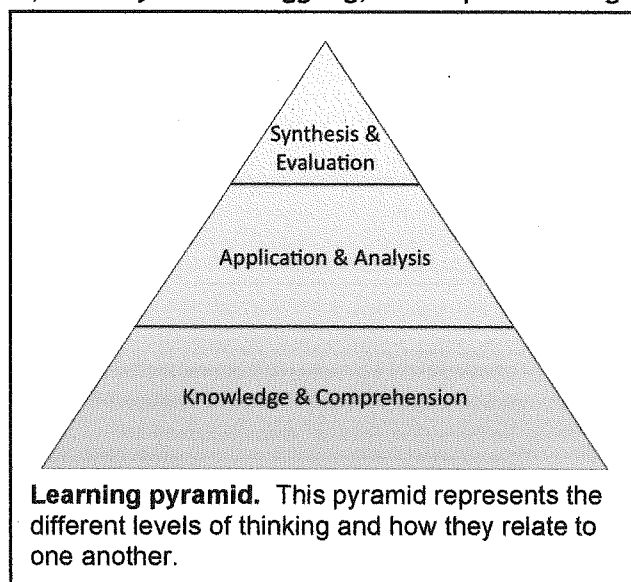 Synthesis &
Evaluation
Application & Analysis
Knowledge & Comprehension
Learning pyramid. This pyramid represents the
different levels of thinking and how they relate to
one another.